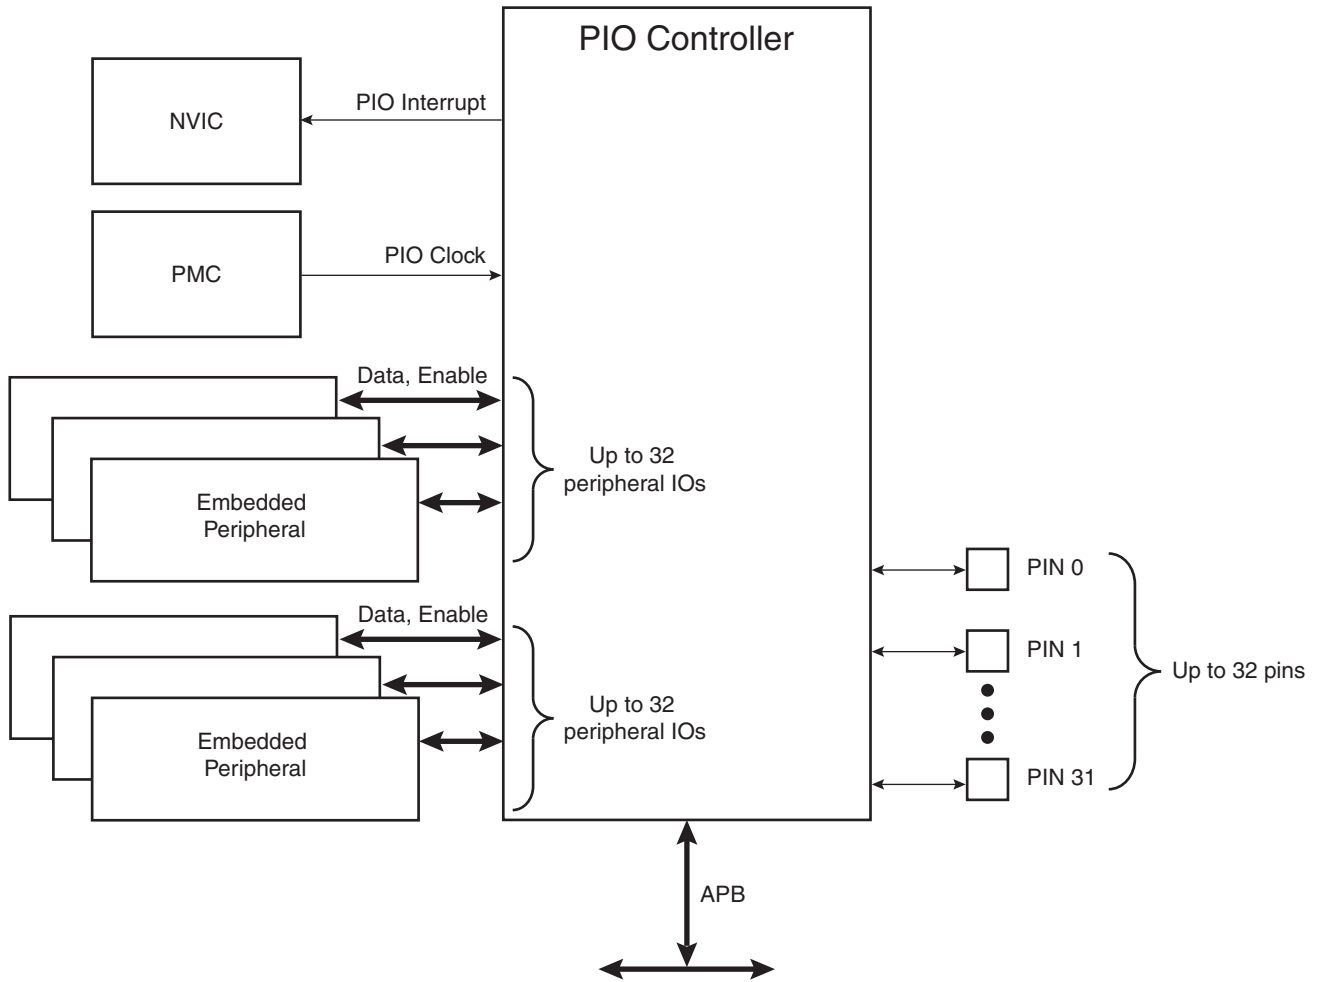 PIO Controller
PIO Interrupt
NVIC
PIO Clock
PMC
Data, Enable
Up to 32
peripheral IOs
Embedded
Peripheral
PIN 0
Data, Enable
PIN 1
Up to 32 pins
Up to 32
peripheral IOs
Embedded
Peripheral
PIN 31
APB